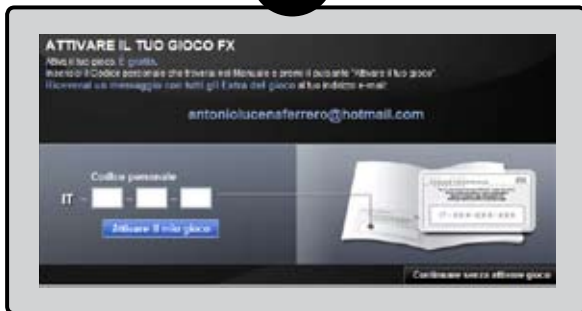 ATTIVARE IL TUO GIOCO FX
Attiva il tuo gioco. È gratis.
Inserisci il Codice personale che troverai nel Manuale e premi il pulsante "Attivare il tuo gioco".
Riceverai un messaggio con tutti gli Extra del gioco al tuo indirizzo e-mail:
antoniolucenaferrero@hotmail.com
Codice personale
IT - - -
Attivare il mio gioco
IT-###-###-###
Continuare senza attivare gioco